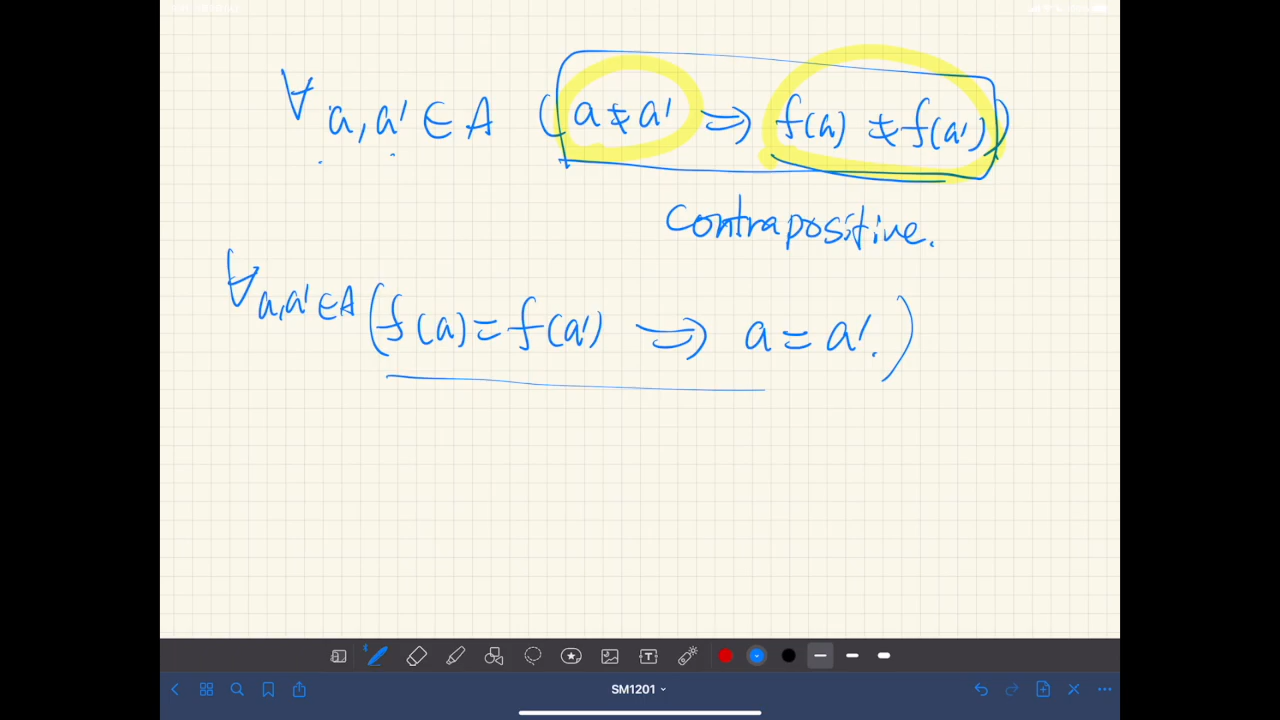 ∀ a, a' ∈ A (a ≠ a' ⇒ f(a) ≠ f(a'))
contrapositive.
∀ a, a' ∈ A (f(a) = f(a') ⇒ a = a'.)
SM1201